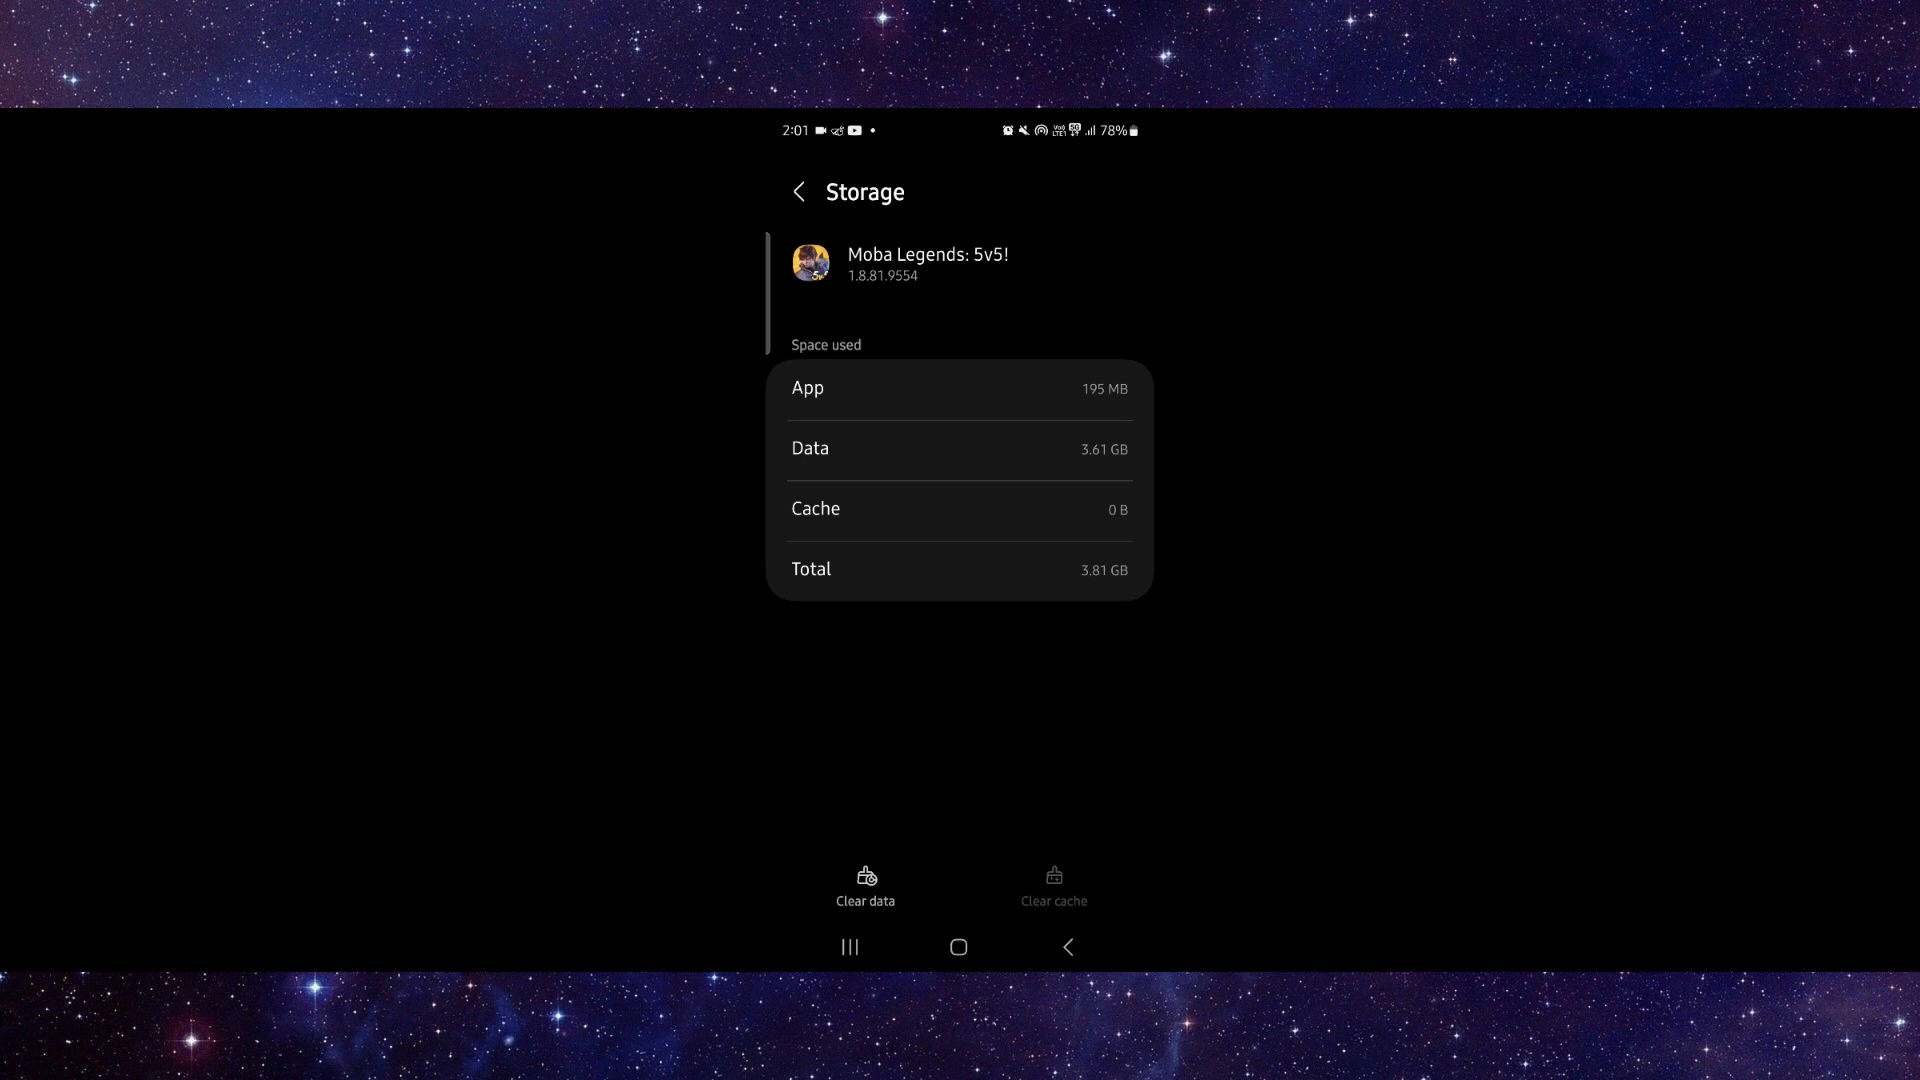 2:01 78%
Storage
Moba Legends: 5v5!
1.8.81.9554
Space used
App 195 MB
Data 3.61 GB
Cache 0 B
Total 3.81 GB
Clear data Clear cache